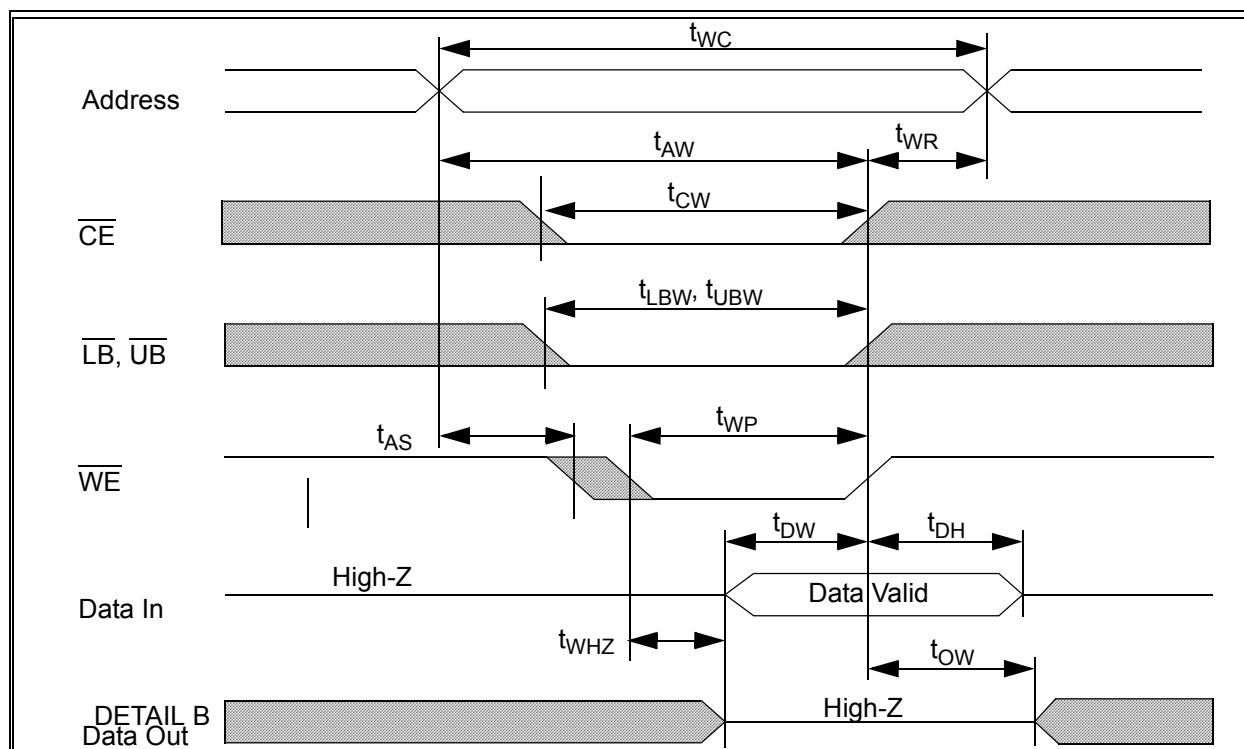 tWC
Address
tAW
tWR
tCW
CE
tLBW, tUBW
LB, UB
tAS
tWP
WE
tDW
tDH
High-Z
Data Valid
Data In
tWHZ
tOW
DETAIL B
High-Z
Data Out